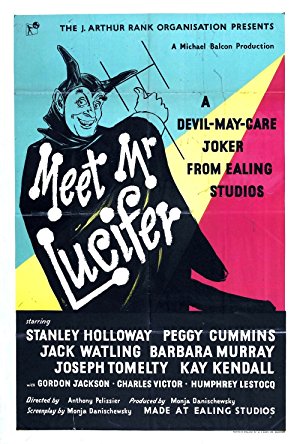 THE J. ARTHUR RANK ORGANISATION PRESENTS
A Michael Balcon Production
A
DEVIL-MAY-CARE
JOKER
FROM EALING
STUDIOS
Meet Mr
Lucifer
starring
STANLEY HOLLOWAY PEGGY CUMMINS
JACK WATLING BARBARA MURRAY
JOSEPH TOMELTY KAY KENDALL
with GORDON JACKSON · CHARLES VICTOR · HUMPHREY LESTOCQ
Directed by Anthony Pelissier Produced by Monja Danischewsky
Screenplay by Monja Danischewsky MADE AT EALING STUDIOS